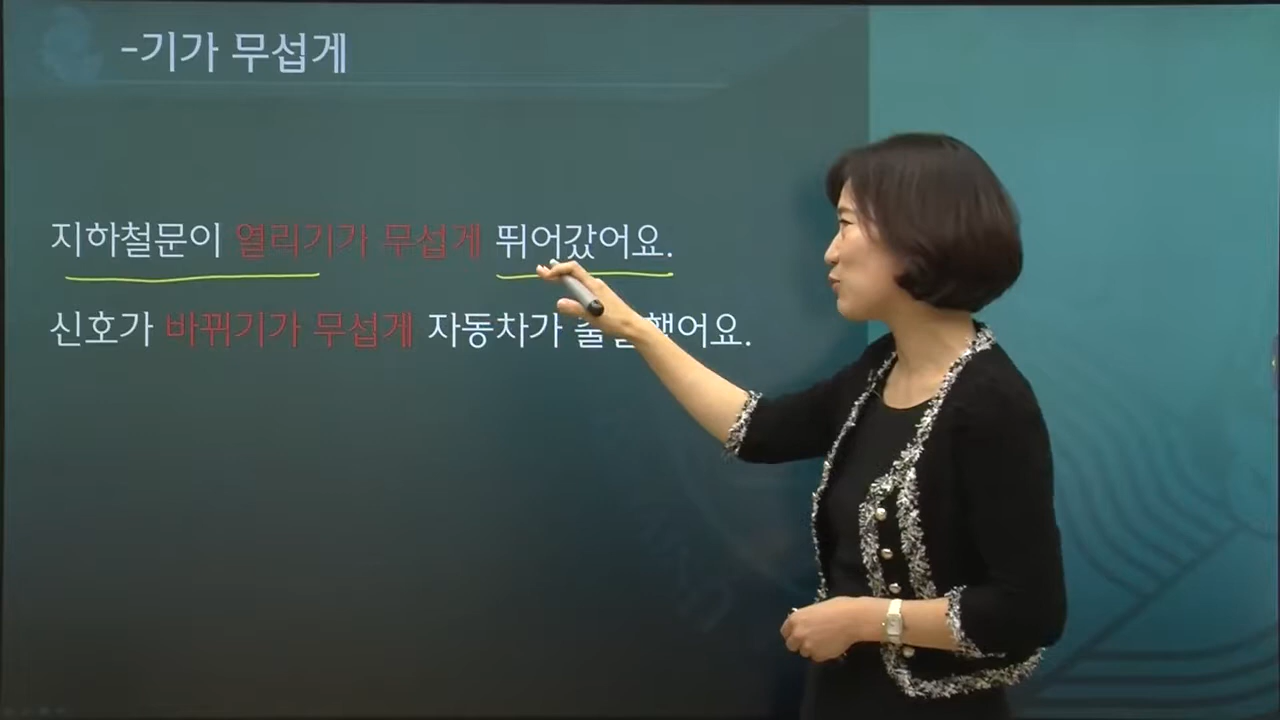 -기가 무섭게
지하철문이 열리기가 무섭게 뛰어갔어요.
신호가 바뀌기가 무섭게 자동차가